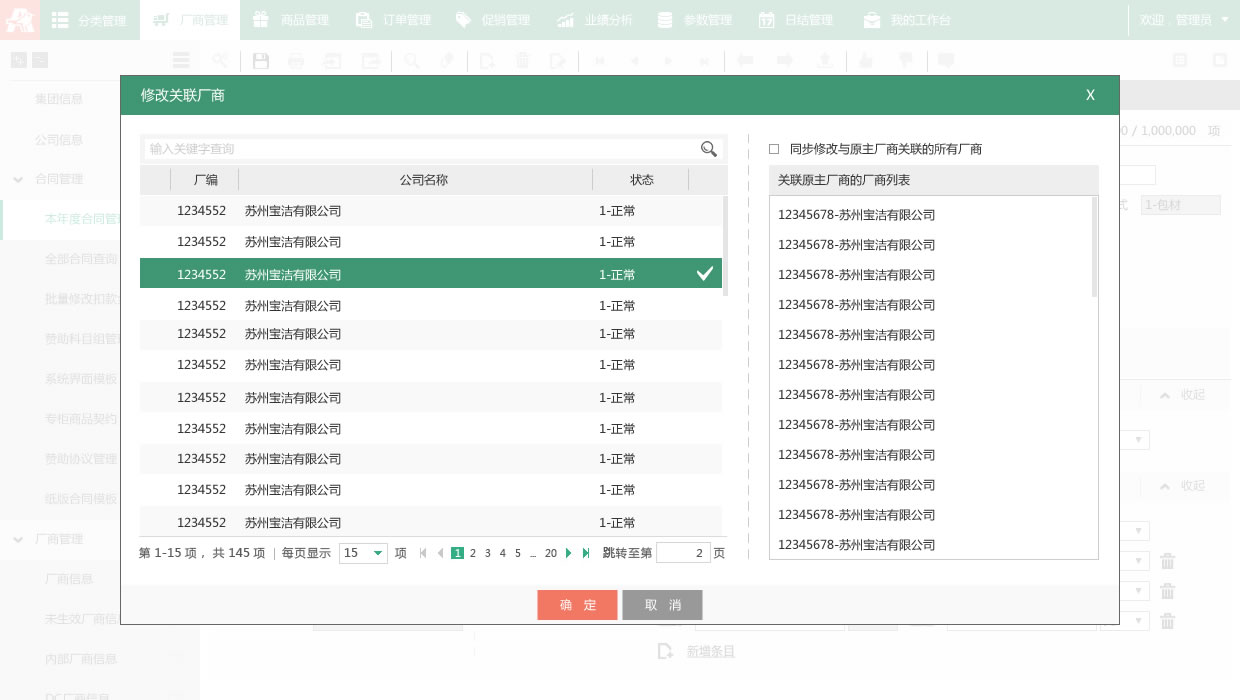 分类管理 厂商管理 商品管理 订单管理 促销管理 业绩分析 参数管理 日结管理 我的工作台 欢迎，管理员
集团信息
公司信息
合同管理
本年度合同管
全部合同查询
批量修改扣款
赞助科目组管
系统界面模板
专柜商品契约
赞助协议管理
纸版合同模板
厂商管理
厂商信息
未生效厂商信
内部厂商信息
DC厂商信息
修改关联厂商 X
输入关键字查询
厂编 公司名称 状态
1234552 苏州宝洁有限公司 1-正常
1234552 苏州宝洁有限公司 1-正常
1234552 苏州宝洁有限公司 1-正常
1234552 苏州宝洁有限公司 1-正常
1234552 苏州宝洁有限公司 1-正常
1234552 苏州宝洁有限公司 1-正常
1234552 苏州宝洁有限公司 1-正常
1234552 苏州宝洁有限公司 1-正常
1234552 苏州宝洁有限公司 1-正常
1234552 苏州宝洁有限公司 1-正常
1234552 苏州宝洁有限公司 1-正常
第 1-15 项， 共 145 项 | 每页显示 15 项 1 2 3 4 5 ... 20 跳转至第 2 页
同步修改与原主厂商关联的所有厂商
关联原主厂商的厂商列表
12345678-苏州宝洁有限公司
12345678-苏州宝洁有限公司
12345678-苏州宝洁有限公司
12345678-苏州宝洁有限公司
12345678-苏州宝洁有限公司
12345678-苏州宝洁有限公司
12345678-苏州宝洁有限公司
12345678-苏州宝洁有限公司
12345678-苏州宝洁有限公司
12345678-苏州宝洁有限公司
12345678-苏州宝洁有限公司
12345678-苏州宝洁有限公司
确 定 取 消
0 / 1,000,000 项
式 1-包材
收起
收起
新增条目